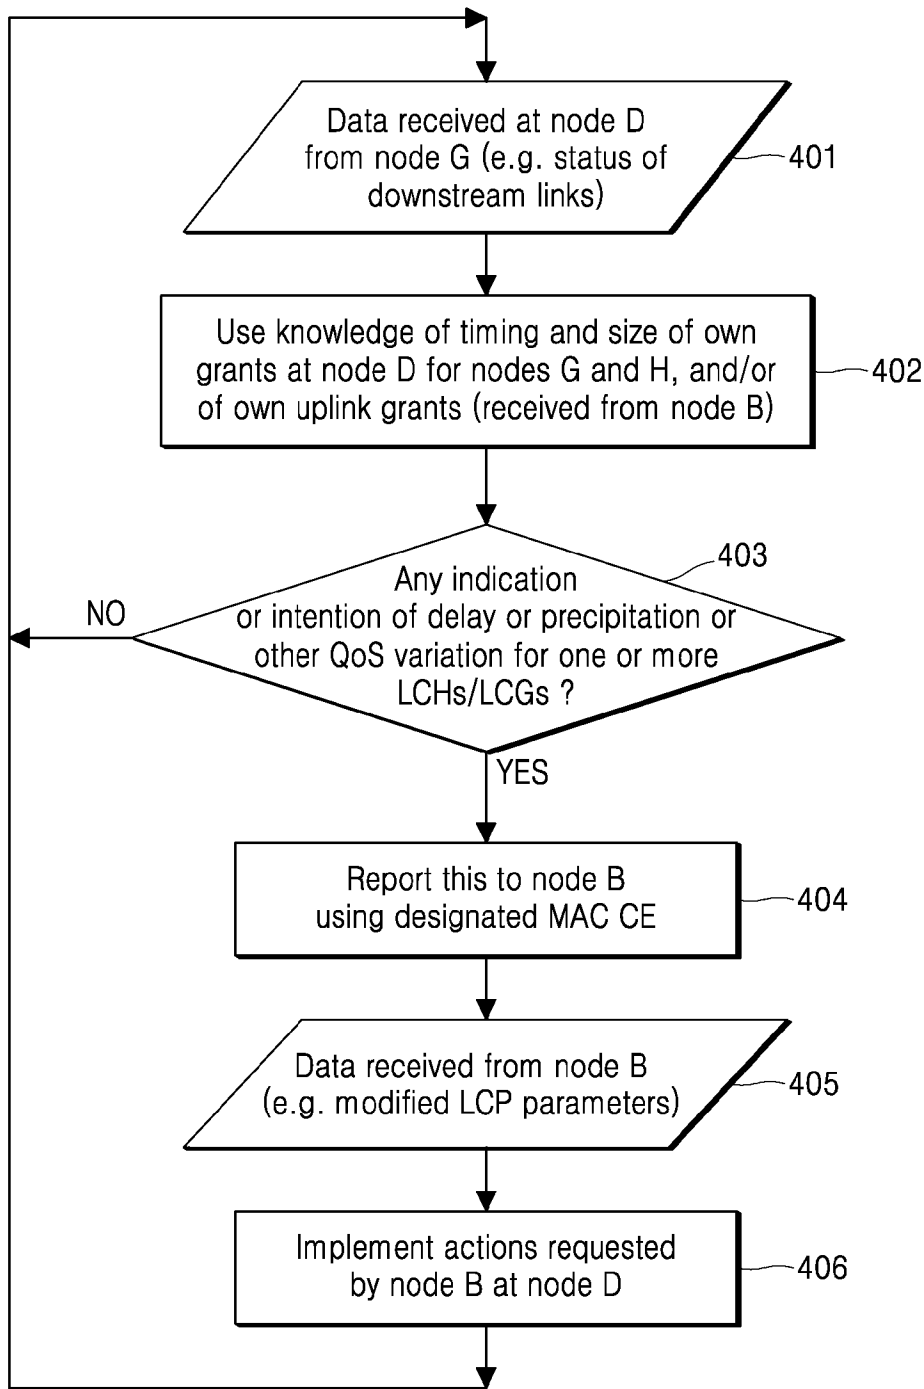 Data received at node D
from node G (e.g. status of
downstream links)
401
Use knowledge of timing and size of own
grants at node D for nodes G and H, and/or
of own uplink grants (received from node B)
402
403
Any indication
or intention of delay or precipitation or
other QoS variation for one or more
LCHs/LCGs ?
NO
YES
Report this to node B
using designated MAC CE
404
Data received from node B
(e.g. modified LCP parameters)
405
Implement actions requested
by node B at node D
406